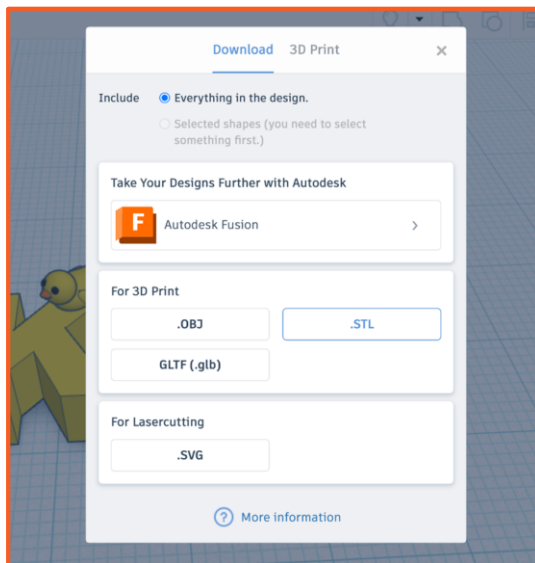 Download 3D Print ×
Include Everything in the design.
Selected shapes (you need to select
something first.)
Take Your Designs Further with Autodesk
F Autodesk Fusion >
For 3D Print
.OBJ .STL
GLTF (.glb)
For Lasercutting
.SVG
? More information